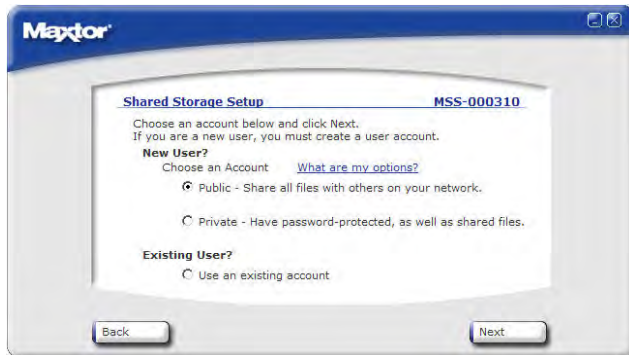 Maxtor
Shared Storage Setup MSS-000310
Choose an account below and click Next.
If you are a new user, you must create a user account.
New User?
Choose an Account What are my options?
Public - Share all files with others on your network.
Private - Have password-protected, as well as shared files.
Existing User?
Use an existing account
Back Next